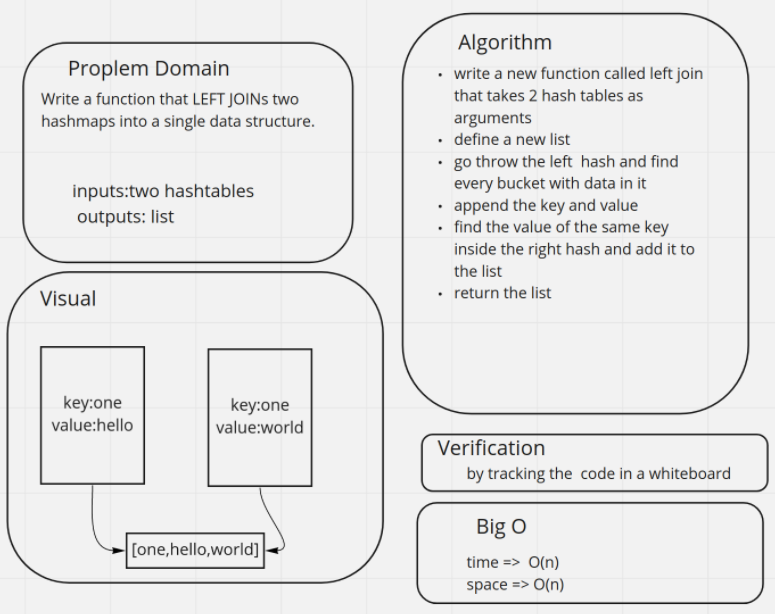 Proplem Domain
Write a function that LEFT JOINs two
hashmaps into a single data structure.
inputs:two hashtables
outputs: list
Visual
key:one
value:hello
key:one
value:world
[one,hello,world]
Algorithm
• write a new function called left join
that takes 2 hash tables as
arguments
• define a new list
• go throw the left hash and find
every bucket with data in it
• append the key and value
• find the value of the same key
inside the right hash and add it to
the list
• return the list
Verification
by tracking the code in a whiteboard
Big O
time => O(n)
space => O(n)